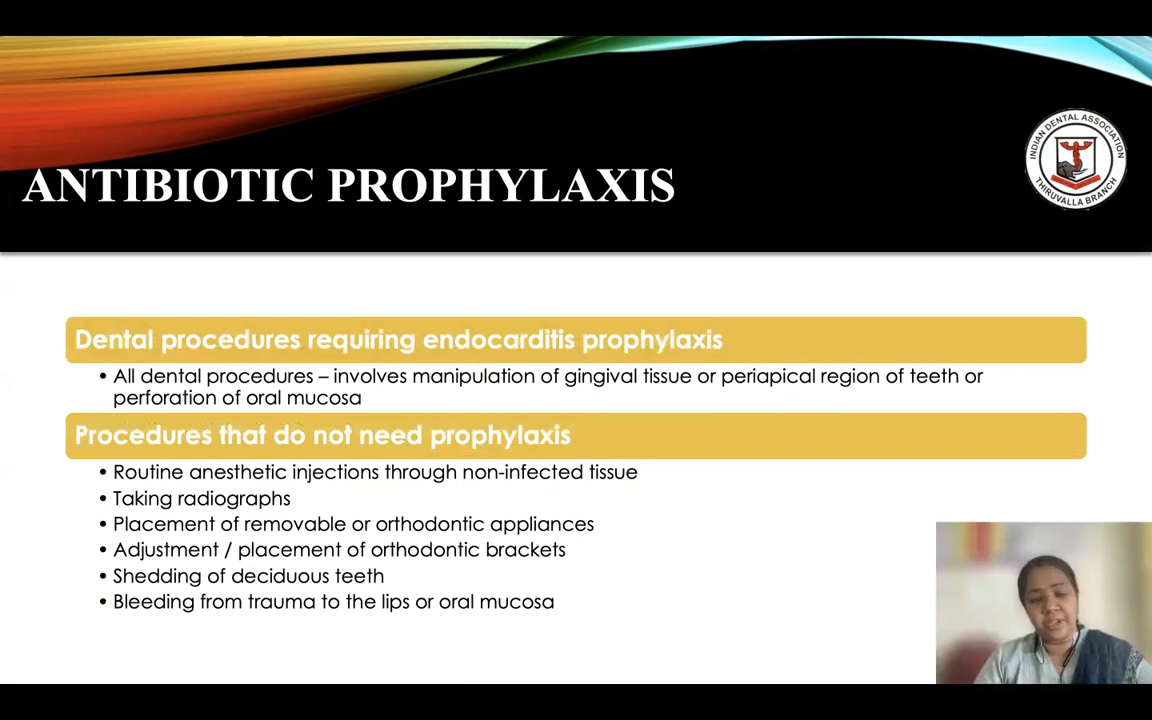 INDIAN DENTAL ASSOCIATION
THIRUVALLA BRANCH
ANTIBIOTIC PROPHYLAXIS
Dental procedures requiring endocarditis prophylaxis
• All dental procedures – involves manipulation of gingival tissue or periapical region of teeth or
perforation of oral mucosa
Procedures that do not need prophylaxis
• Routine anesthetic injections through non-infected tissue
• Taking radiographs
• Placement of removable or orthodontic appliances
• Adjustment / placement of orthodontic brackets
• Shedding of deciduous teeth
• Bleeding from trauma to the lips or oral mucosa